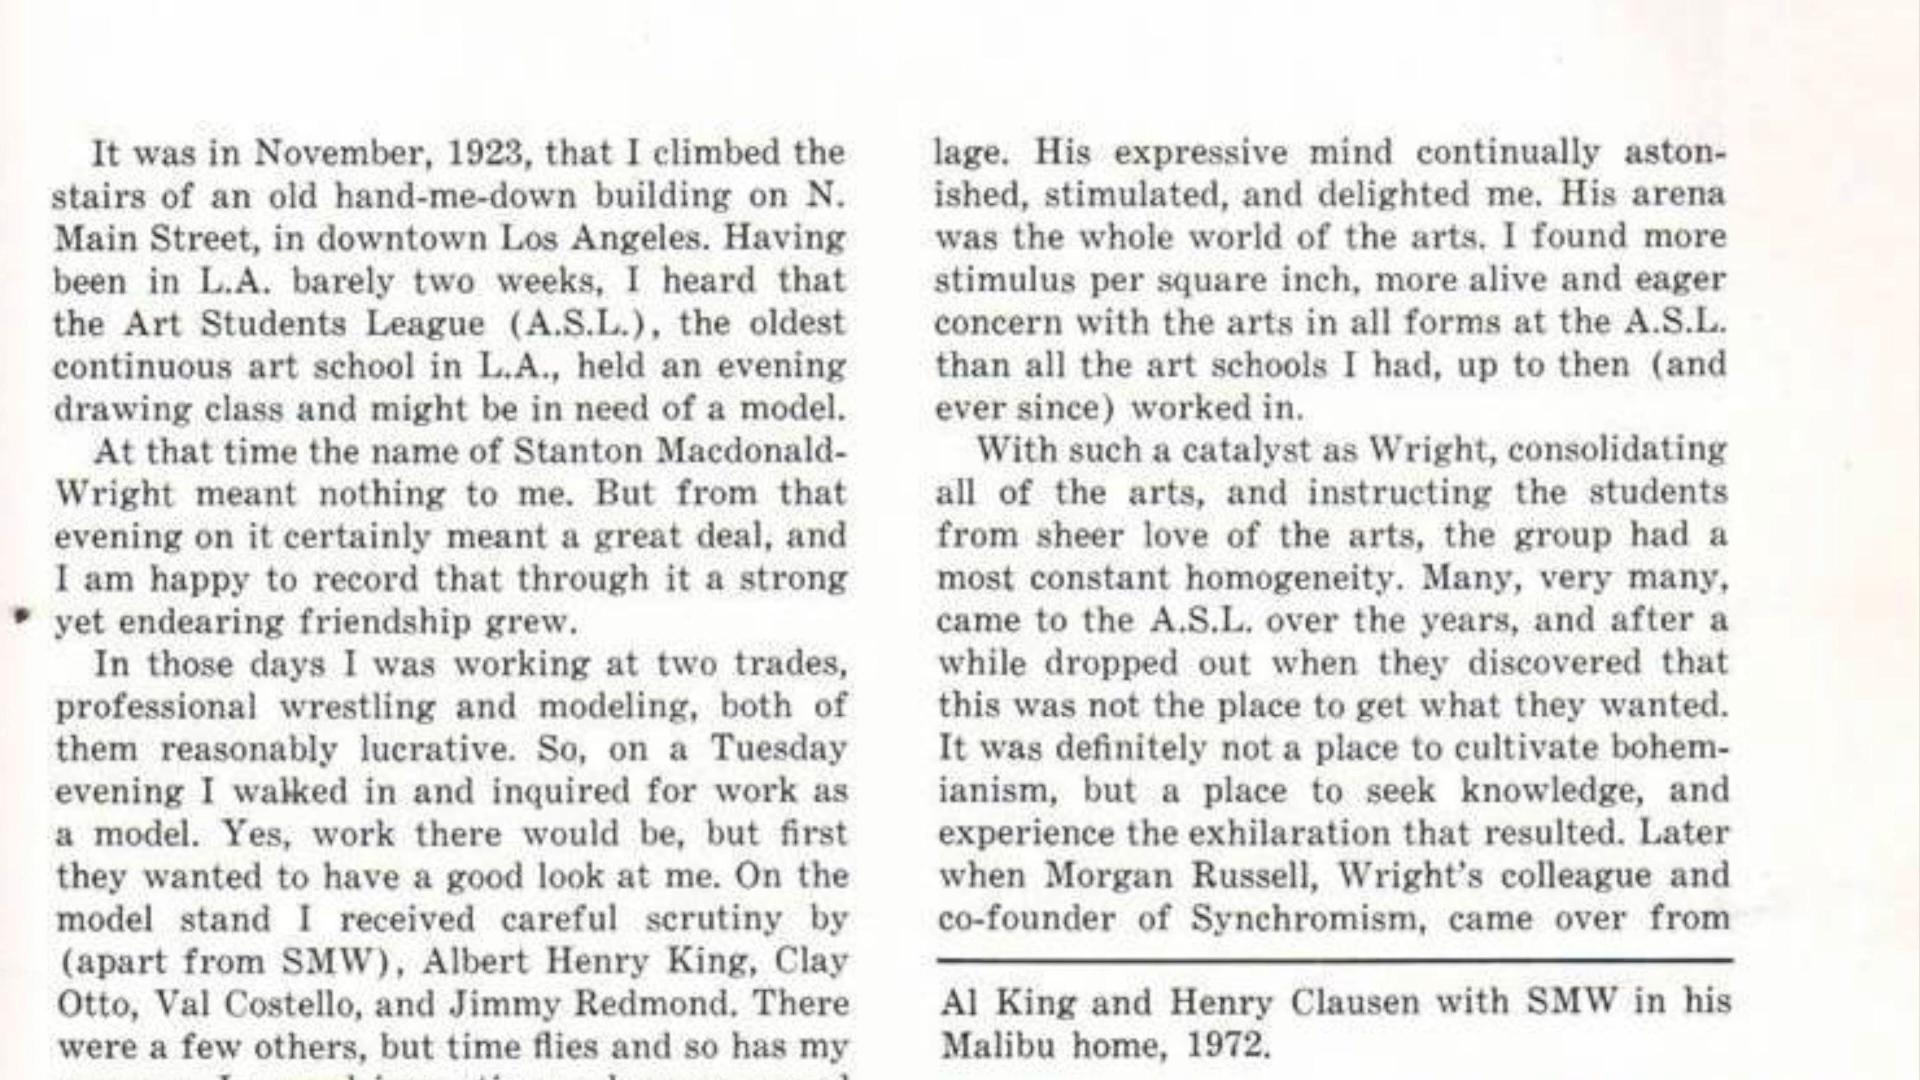 It was in November, 1923, that I climbed the
stairs of an old hand-me-down building on N.
Main Street, in downtown Los Angeles. Having
been in L.A. barely two weeks, I heard that
the Art Students League (A.S.L.), the oldest
continuous art school in L.A., held an evening
drawing class and might be in need of a model.
At that time the name of Stanton Macdonald-
Wright meant nothing to me. But from that
evening on it certainly meant a great deal, and
I am happy to record that through it a strong
yet endearing friendship grew.
In those days I was working at two trades,
professional wrestling and modeling, both of
them reasonably lucrative. So, on a Tuesday
evening I walked in and inquired for work as
a model. Yes, work there would be, but first
they wanted to have a good look at me. On the
model stand I received careful scrutiny by
(apart from SMW), Albert Henry King, Clay
Otto, Val Costello, and Jimmy Redmond. There
were a few others, but time flies and so has my
lage. His expressive mind continually aston-
ished, stimulated, and delighted me. His arena
was the whole world of the arts. I found more
stimulus per square inch, more alive and eager
concern with the arts in all forms at the A.S.L.
than all the art schools I had, up to then (and
ever since) worked in.
With such a catalyst as Wright, consolidating
all of the arts, and instructing the students
from sheer love of the arts, the group had a
most constant homogeneity. Many, very many,
came to the A.S.L. over the years, and after a
while dropped out when they discovered that
this was not the place to get what they wanted.
It was definitely not a place to cultivate bohem-
ianism, but a place to seek knowledge, and
experience the exhilaration that resulted. Later
when Morgan Russell, Wright's colleague and
co-founder of Synchromism, came over from
Al King and Henry Clausen with SMW in his
Malibu home, 1972.